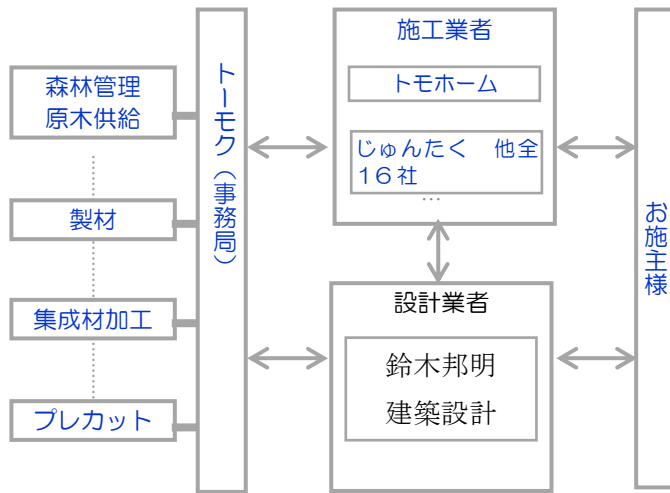 森林管理
原木供給
製材
集成材加工
プレカット
トーモク（事務局）
施工業者
トモホーム
じゅんたく　他全
１６社
…
設計業者
鈴木邦明
建築設計
お施主様